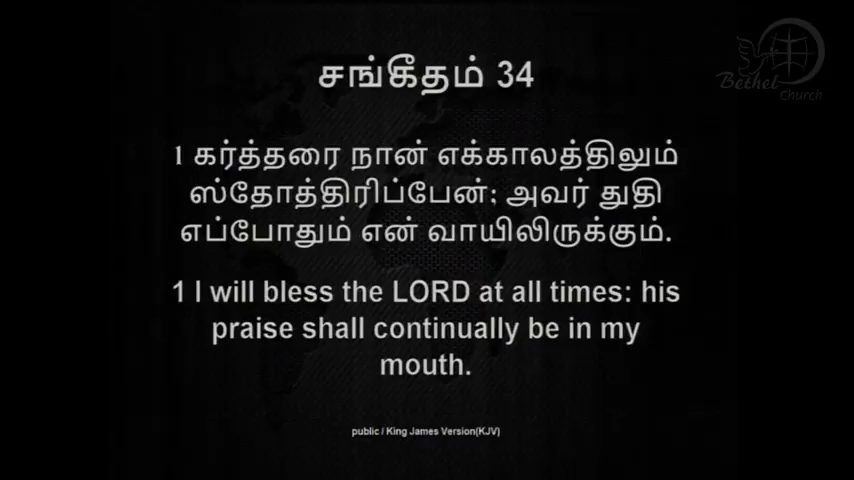 Bethel
Church
சங்கீதம் 34
1 கர்த்தரை நான் எக்காலத்திலும்
ஸ்தோத்திரிப்பேன்; அவர் துதி
எப்போதும் என் வாயிலிருக்கும்.
1 I will bless the LORD at all times: his
praise shall continually be in my
mouth.
public / King James Version(KJV)